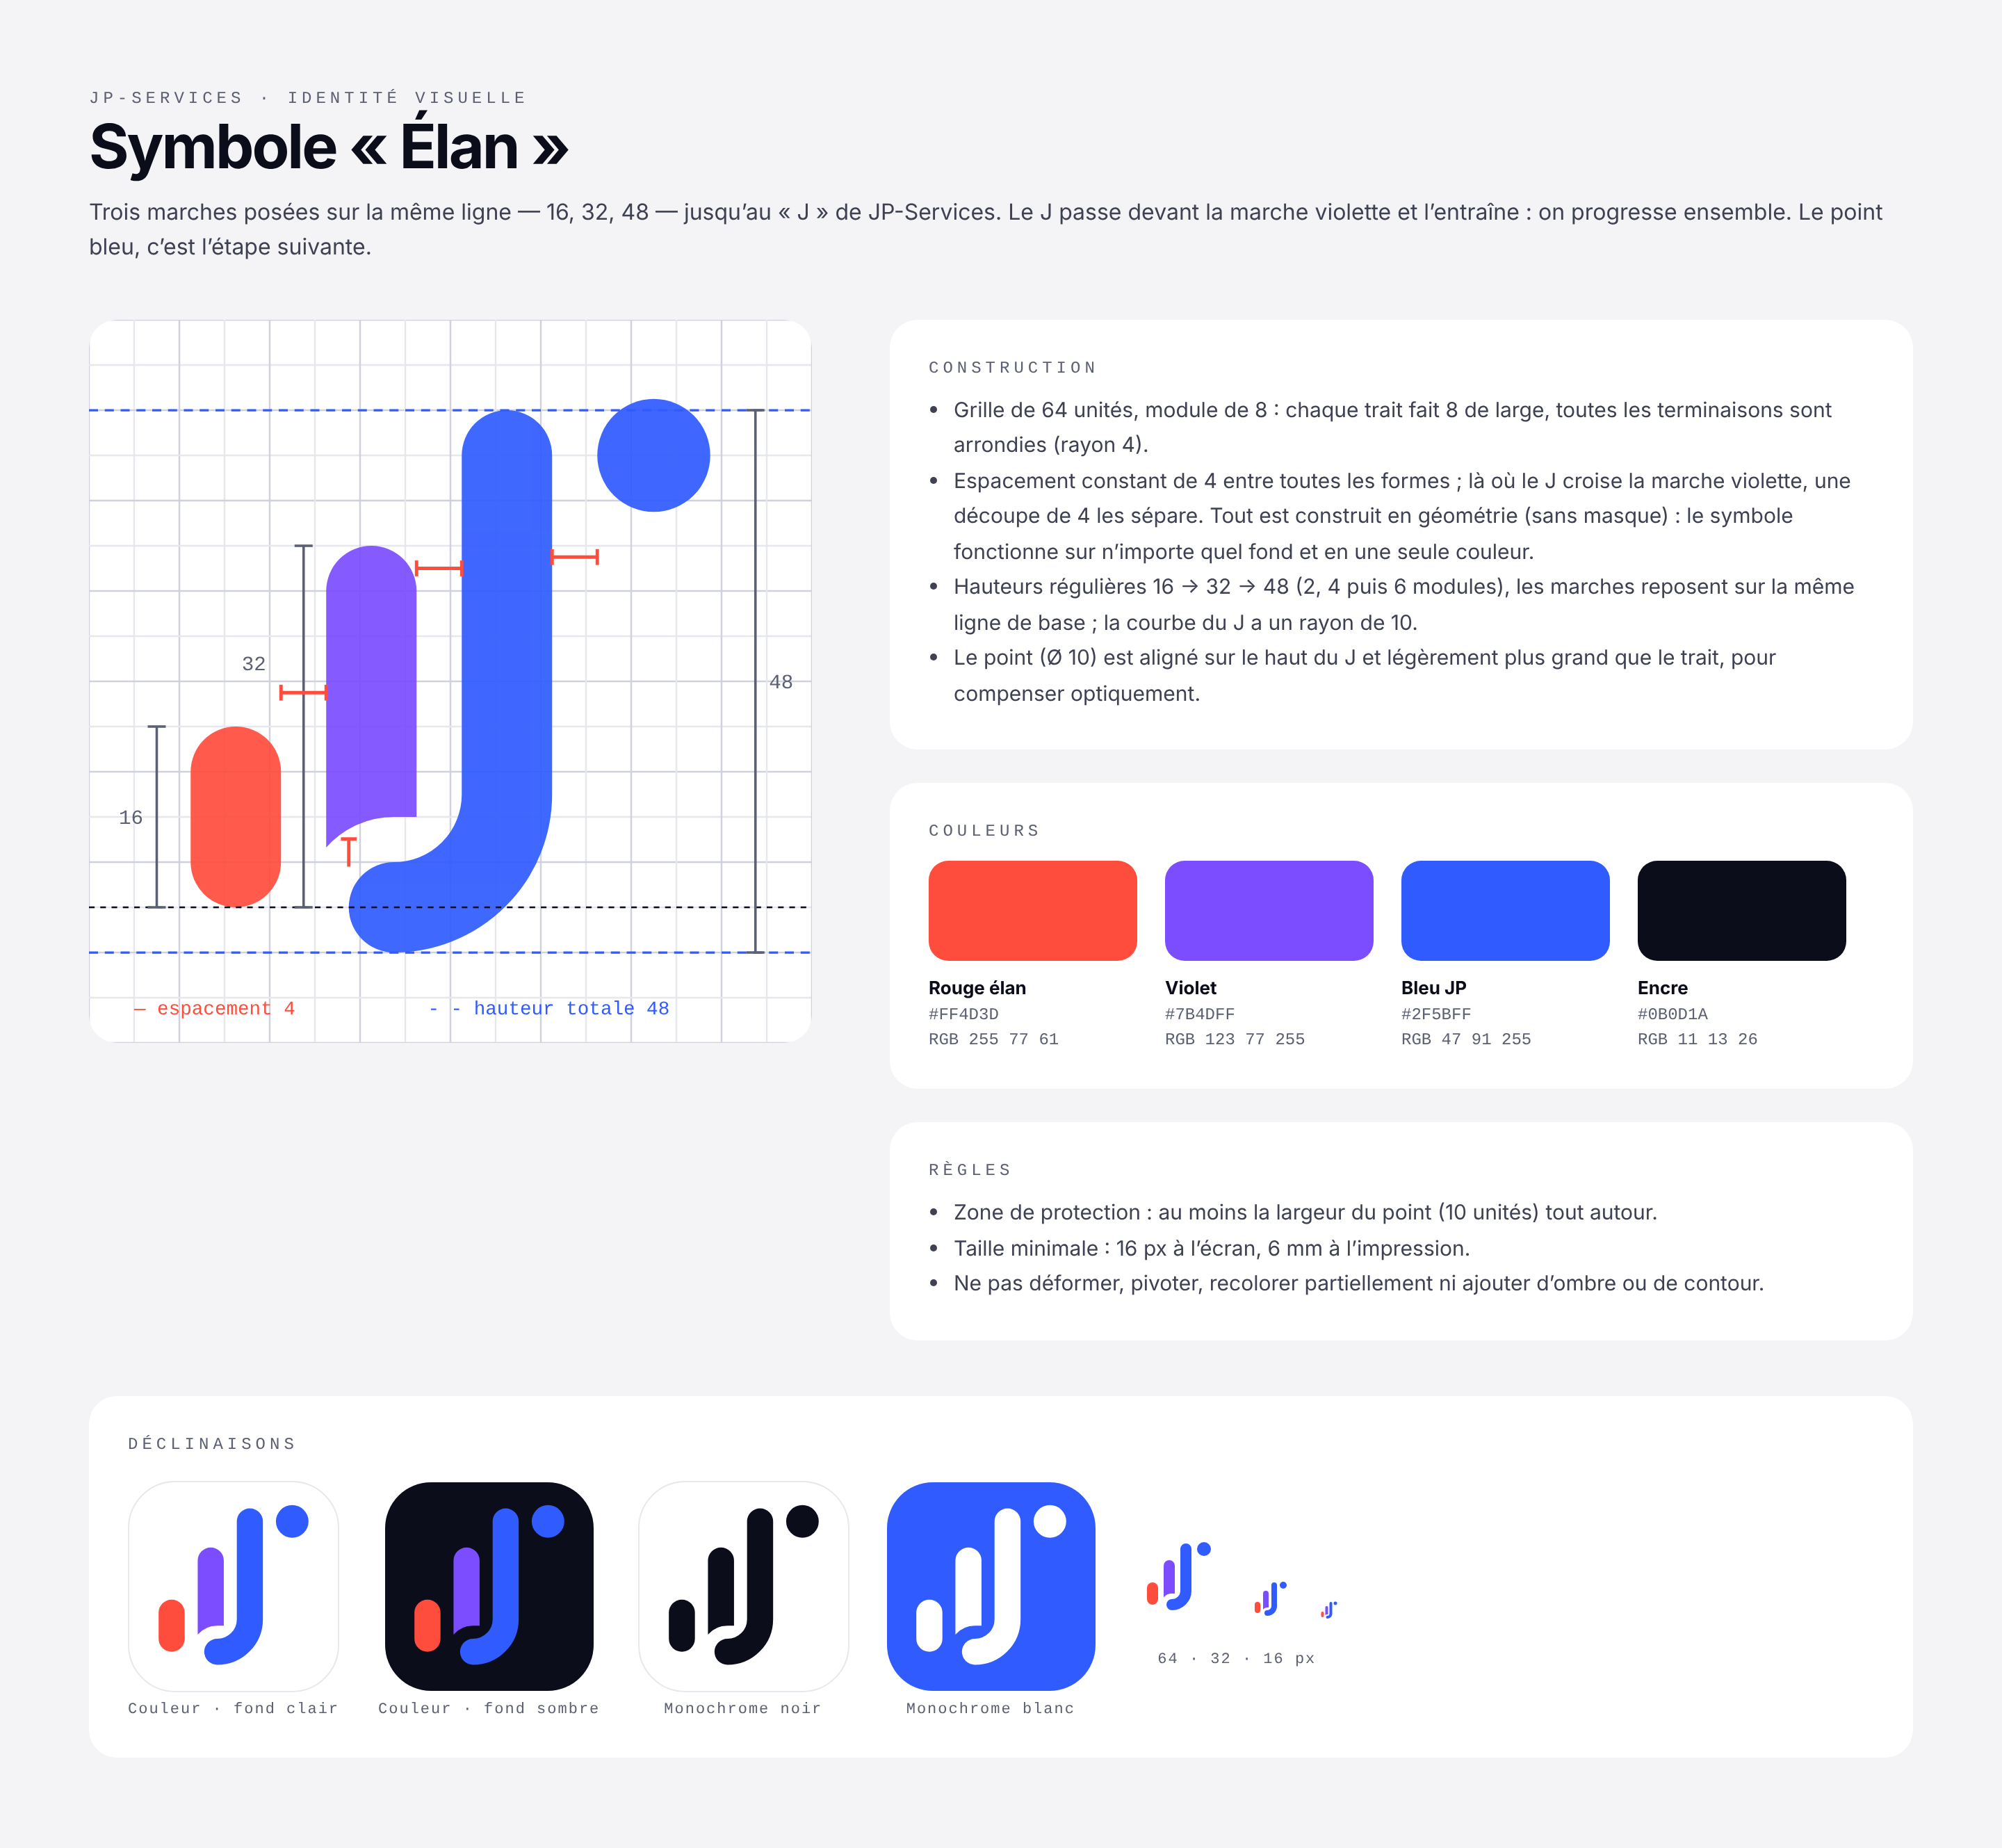 JP-SERVICES · IDENTITÉ VISUELLE
Symbole « Élan »
Trois marches posées sur la même ligne — 16, 32, 48 — jusqu’au « J » de JP-Services. Le J passe devant la marche violette et l’entraîne : on progresse ensemble. Le point
bleu, c’est l’étape suivante.
32
48
16
— espacement 4
- - hauteur totale 48
CONSTRUCTION
• Grille de 64 unités, module de 8 : chaque trait fait 8 de large, toutes les terminaisons sont
arrondies (rayon 4).
• Espacement constant de 4 entre toutes les formes ; là où le J croise la marche violette, une
découpe de 4 les sépare. Tout est construit en géométrie (sans masque) : le symbole
fonctionne sur n’importe quel fond et en une seule couleur.
• Hauteurs régulières 16 → 32 → 48 (2, 4 puis 6 modules), les marches reposent sur la même
ligne de base ; la courbe du J a un rayon de 10.
• Le point (Ø 10) est aligné sur le haut du J et légèrement plus grand que le trait, pour
compenser optiquement.
COULEURS
Rouge élan
#FF4D3D
RGB 255 77 61
Violet
#7B4DFF
RGB 123 77 255
Bleu JP
#2F5BFF
RGB 47 91 255
Encre
#0B0D1A
RGB 11 13 26
RÈGLES
• Zone de protection : au moins la largeur du point (10 unités) tout autour.
• Taille minimale : 16 px à l’écran, 6 mm à l’impression.
• Ne pas déformer, pivoter, recolorer partiellement ni ajouter d’ombre ou de contour.
DÉCLINAISONS
Couleur · fond clair
Couleur · fond sombre
Monochrome noir
Monochrome blanc
64 · 32 · 16 px